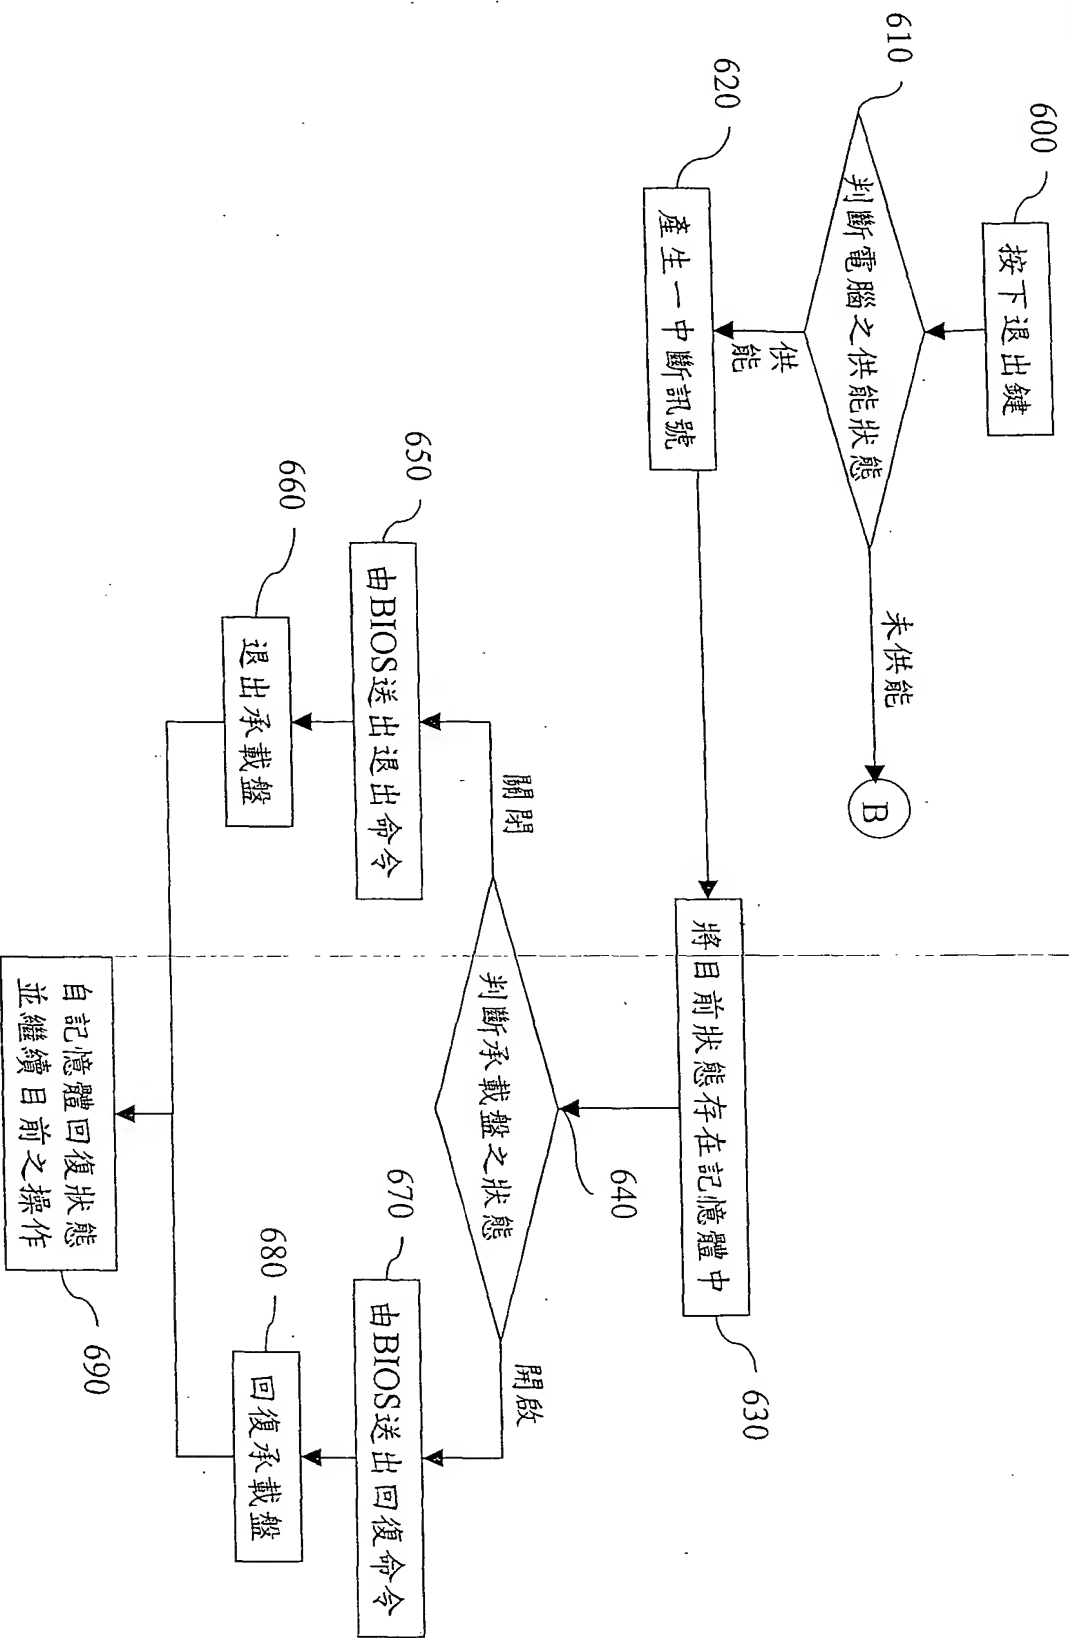 600
按下退出鍵
610
判斷電腦之供能狀態
未供能
B
供能
620
產生一中斷訊號
將目前狀態存在記憶體中
630
640
判斷承載盤之狀態
關閉
開啟
650
由BIOS送出退出命令
660
退出承載盤
670
由BIOS送出回復命令
680
回復承載盤
自記憶體回復狀態
並繼續目前之操作
690